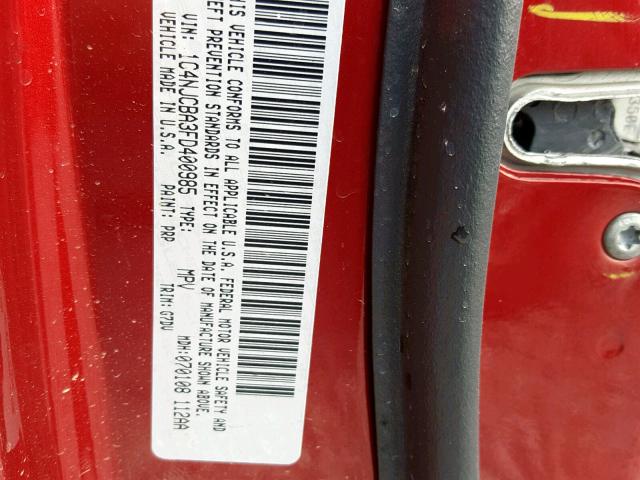 HIS VEHICLE CONFORMS TO ALL APPLICABLE U.S.A. FEDERAL MOTOR VEHICLE SAFETY AND
EFT PREVENTION STANDARDS IN EFFECT ON THE DATE OF MANUFACTURE SHOWN ABOVE.
VIN: 1C4NJCBA3FD400985 TYPE: MPV MDH:070108 112AA
VEHICLE MADE IN U.S.A. PAINT: PRP TRIM: G7DV